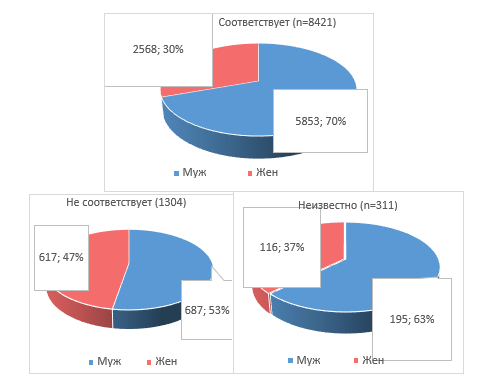 Соответствует (n=8421)
2568; 30%
5853; 70%
Муж Жен
Не соответствует (1304)
617; 47%
687; 53%
Муж Жен
Неизвестно (n=311)
116; 37%
195; 63%
Муж Жен